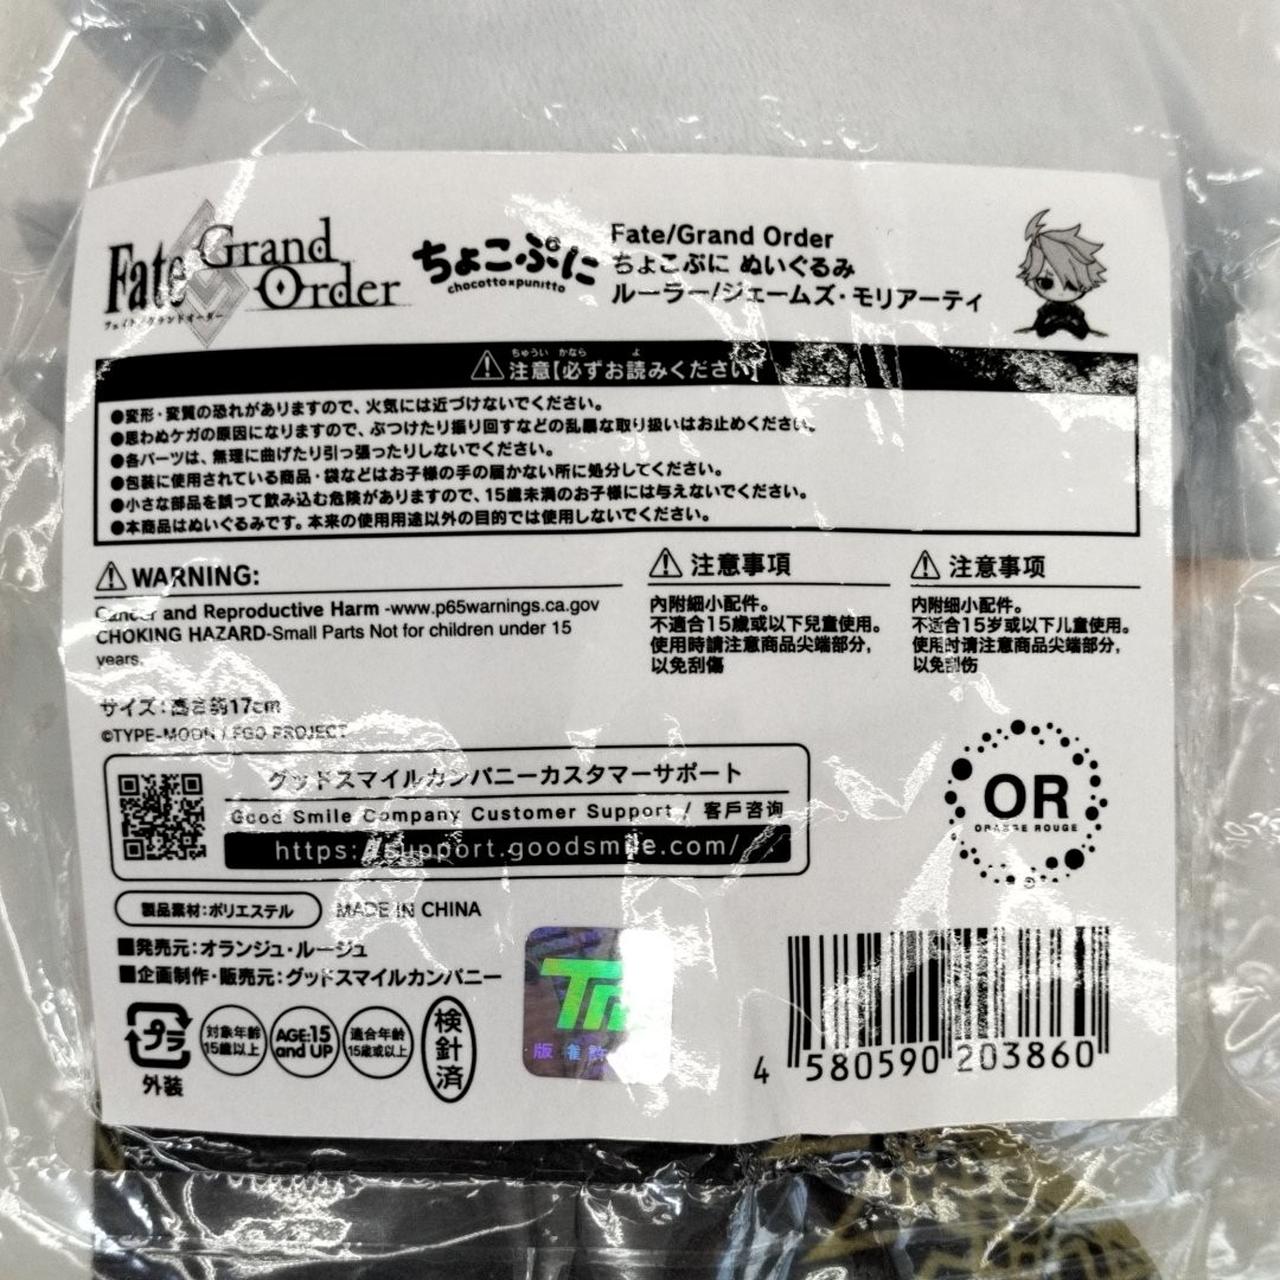 Fate/Grand Order
フェイト/グランドオーダー
ちょこぷに
chocotto×punitto
Fate/Grand Order
ちょこぷに ぬいぐるみ
ルーラー/ジェームズ・モリアーティ
ちゅうい かなら よ
注意【必ずお読みください】
●変形・変質の恐れがありますので、火気には近づけないでください。
●思わぬケガの原因になりますので、ぶつけたり振り回すなどの乱暴な取り扱いはお止めください。
●各パーツは、無理に曲げたり引っ張ったりしないでください。
●包装に使用されている商品・袋などはお子様の手の届かない所に処分してください。
●小さな部品を誤って飲み込む危険がありますので、15歳未満のお子様には与えないでください。
●本商品はぬいぐるみです。本来の使用用途以外の目的では使用しないでください。
WARNING:
Cancer and Reproductive Harm -www.p65warnings.ca.gov
CHOKING HAZARD-Small Parts Not for children under 15
years.
注意事項
內附細小配件。
不適合15歲或以下兒童使用。
使用時請注意商品尖端部分，
以免刮傷
注意事项
内附细小配件。
不适合15岁或以下儿童使用。
使用时请注意商品尖端部分，
以免刮伤
サイズ:高さ約17cm
©TYPE-MOON / FGO PROJECT
グッドスマイルカンパニーカスタマーサポート
Good Smile Company Customer Support / 客戶咨询
https://support.goodsmile.com/
OR
ORANGE ROUGE
製品素材:ポリエステル
MADE IN CHINA
■発売元:オランジュ・ルージュ
■企画制作・販売元:グッドスマイルカンパニー
プラ
外装
対象年齢
15歳以上
AGE:15
and UP
適合年齡
15歲或以上
検針済
版権許
4 580590 203860